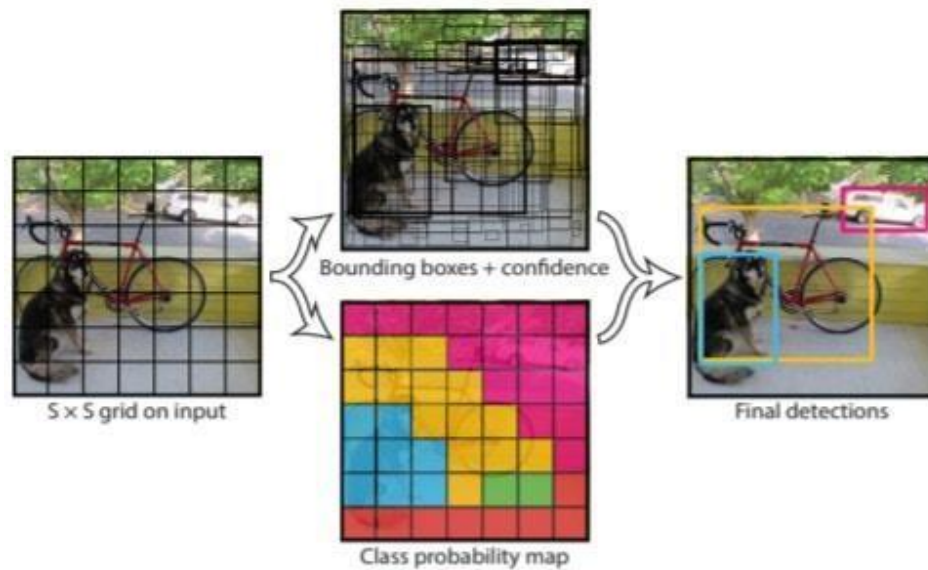 Bounding boxes + confidence
S × S grid on input
Final detections
Class probability map